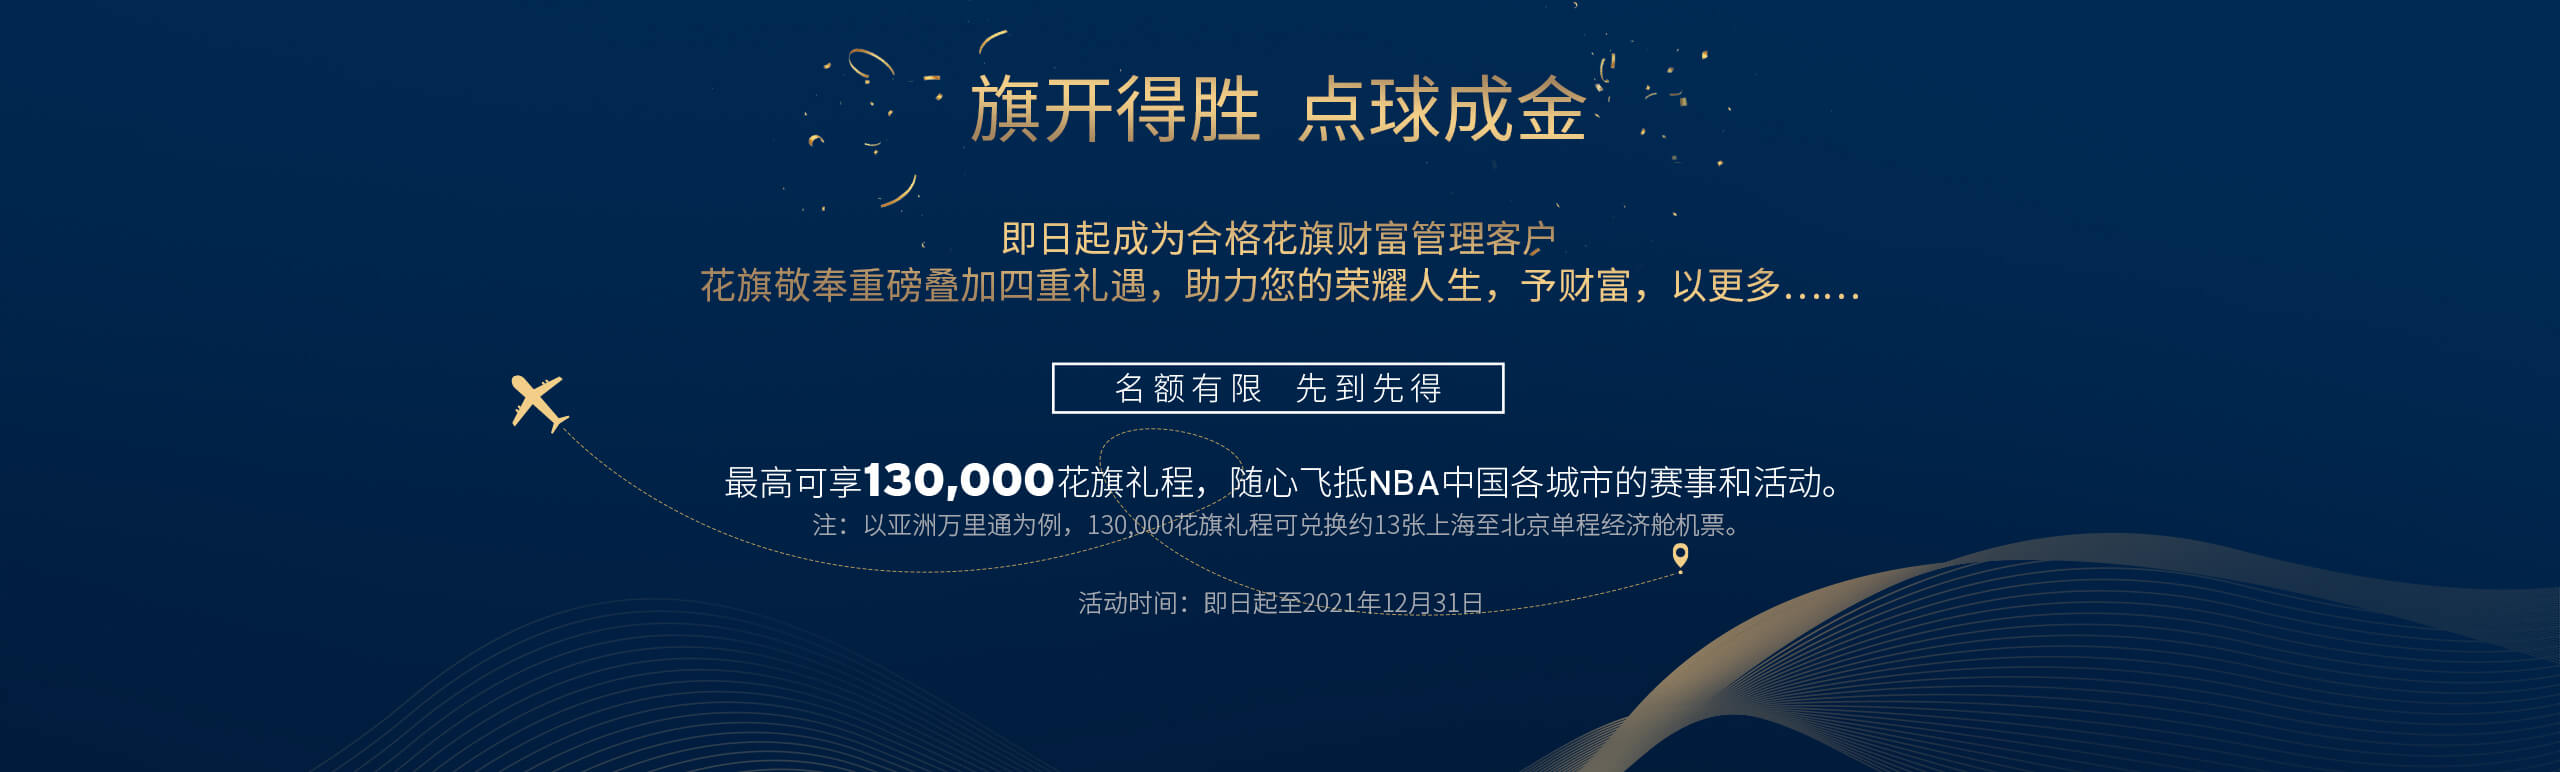 旗开得胜 点球成金
即日起成为合格花旗财富管理客户
花旗敬奉重磅叠加四重礼遇，助力您的荣耀人生，予财富，以更多……
名额有限 先到先得
最高可享130,000花旗礼程，随心飞抵NBA中国各城市的赛事和活动。
注：以亚洲万里通为例，130,000花旗礼程可兑换约13张上海至北京单程经济舱机票。
活动时间：即日起至2021年12月31日